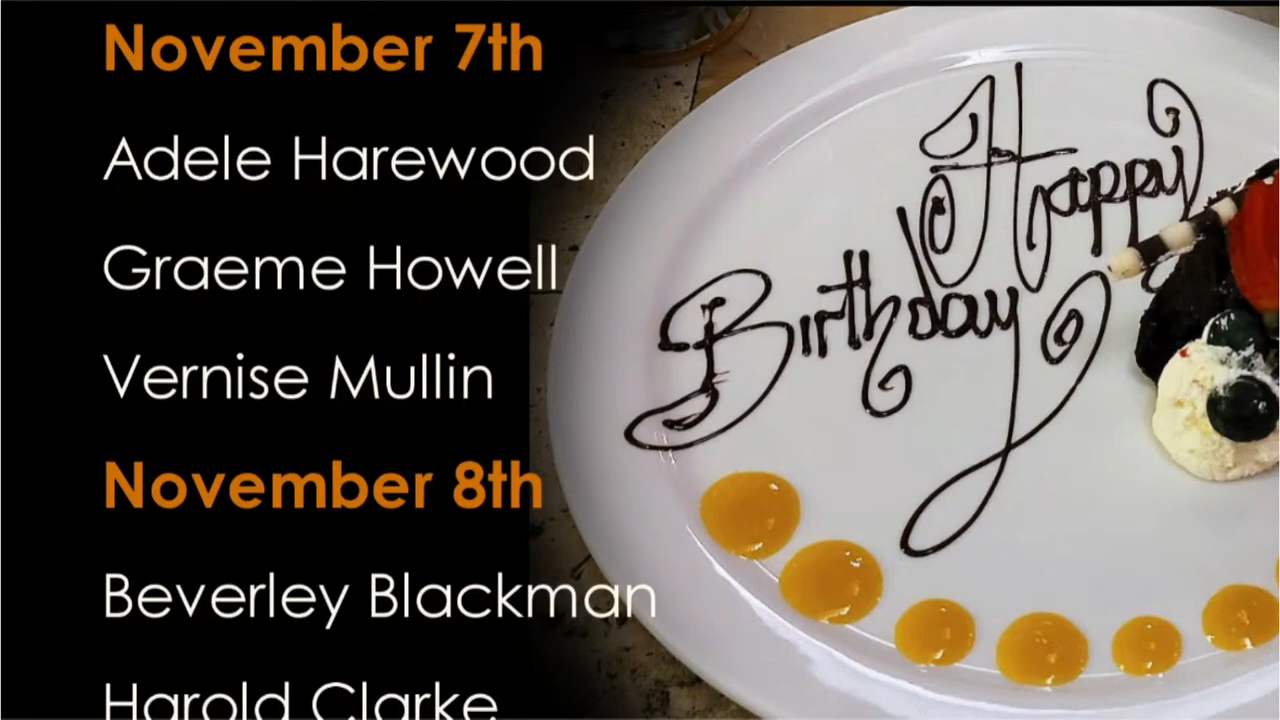 November 7th
Adele Harewood
Graeme Howell
Vernise Mullin
November 8th
Beverley Blackman
Harold Clarke
Happy
Birthday